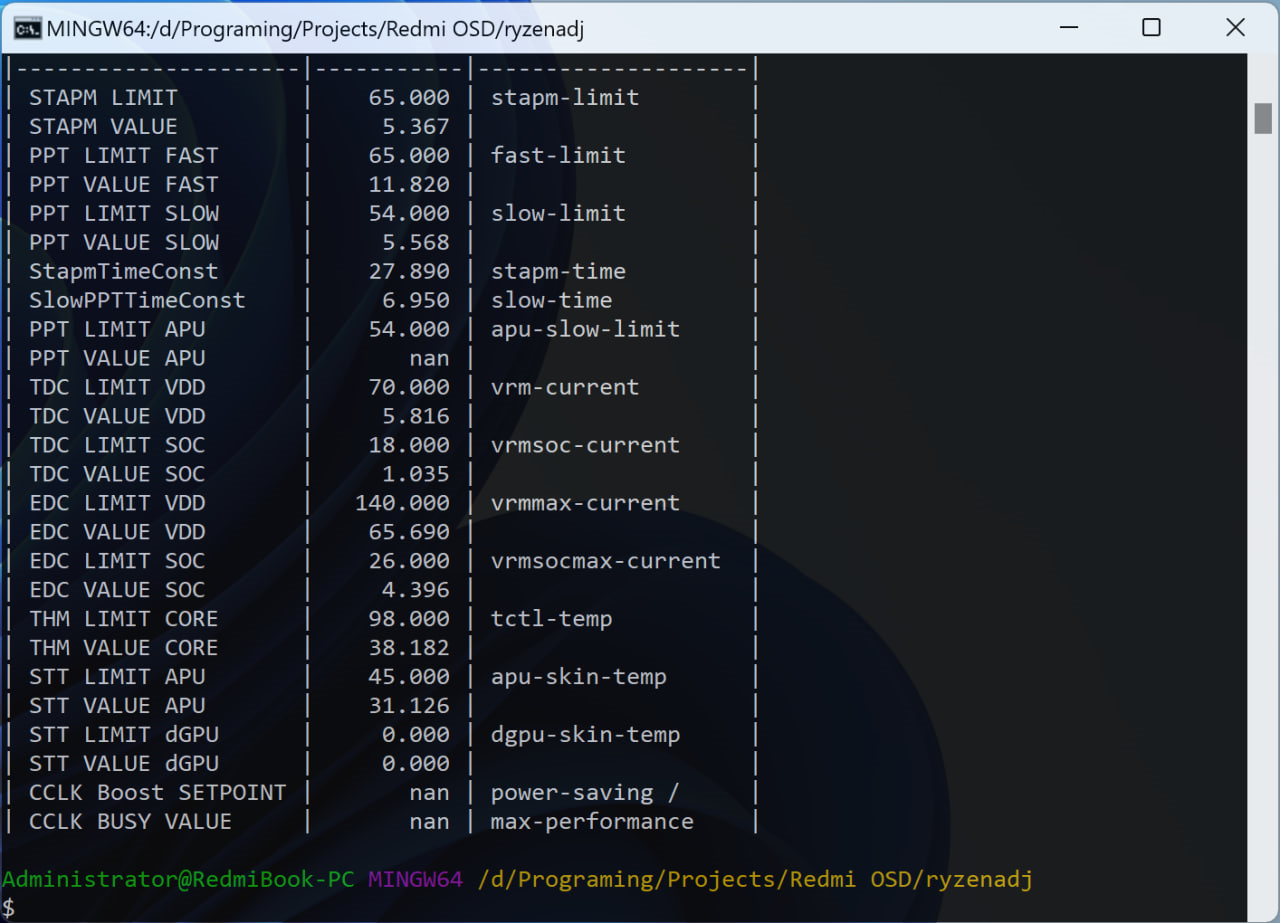 MINGW64:/d/Programing/Projects/Redmi OSD/ryzenadj
|---------------------|-----------|--------------------|
| STAPM LIMIT         |    65.000 | stapm-limit        |
| STAPM VALUE         |     5.367 |                    |
| PPT LIMIT FAST      |    65.000 | fast-limit         |
| PPT VALUE FAST      |    11.820 |                    |
| PPT LIMIT SLOW      |    54.000 | slow-limit         |
| PPT VALUE SLOW      |     5.568 |                    |
| StapmTimeConst      |    27.890 | stapm-time         |
| SlowPPTTimeConst    |     6.950 | slow-time          |
| PPT LIMIT APU       |    54.000 | apu-slow-limit     |
| PPT VALUE APU       |       nan |                    |
| TDC LIMIT VDD       |    70.000 | vrm-current        |
| TDC VALUE VDD       |     5.816 |                    |
| TDC LIMIT SOC       |    18.000 | vrmsoc-current     |
| TDC VALUE SOC       |     1.035 |                    |
| EDC LIMIT VDD       |   140.000 | vrmmax-current     |
| EDC VALUE VDD       |    65.690 |                    |
| EDC LIMIT SOC       |    26.000 | vrmsocmax-current  |
| EDC VALUE SOC       |     4.396 |                    |
| THM LIMIT CORE      |    98.000 | tctl-temp          |
| THM VALUE CORE      |    38.182 |                    |
| STT LIMIT APU       |    45.000 | apu-skin-temp      |
| STT VALUE APU       |    31.126 |                    |
| STT LIMIT dGPU      |     0.000 | dgpu-skin-temp     |
| STT VALUE dGPU      |     0.000 |                    |
| CCLK Boost SETPOINT |       nan | power-saving /     |
| CCLK BUSY VALUE     |       nan | max-performance    |
Administrator@RedmiBook-PC MINGW64 /d/Programing/Projects/Redmi OSD/ryzenadj
$